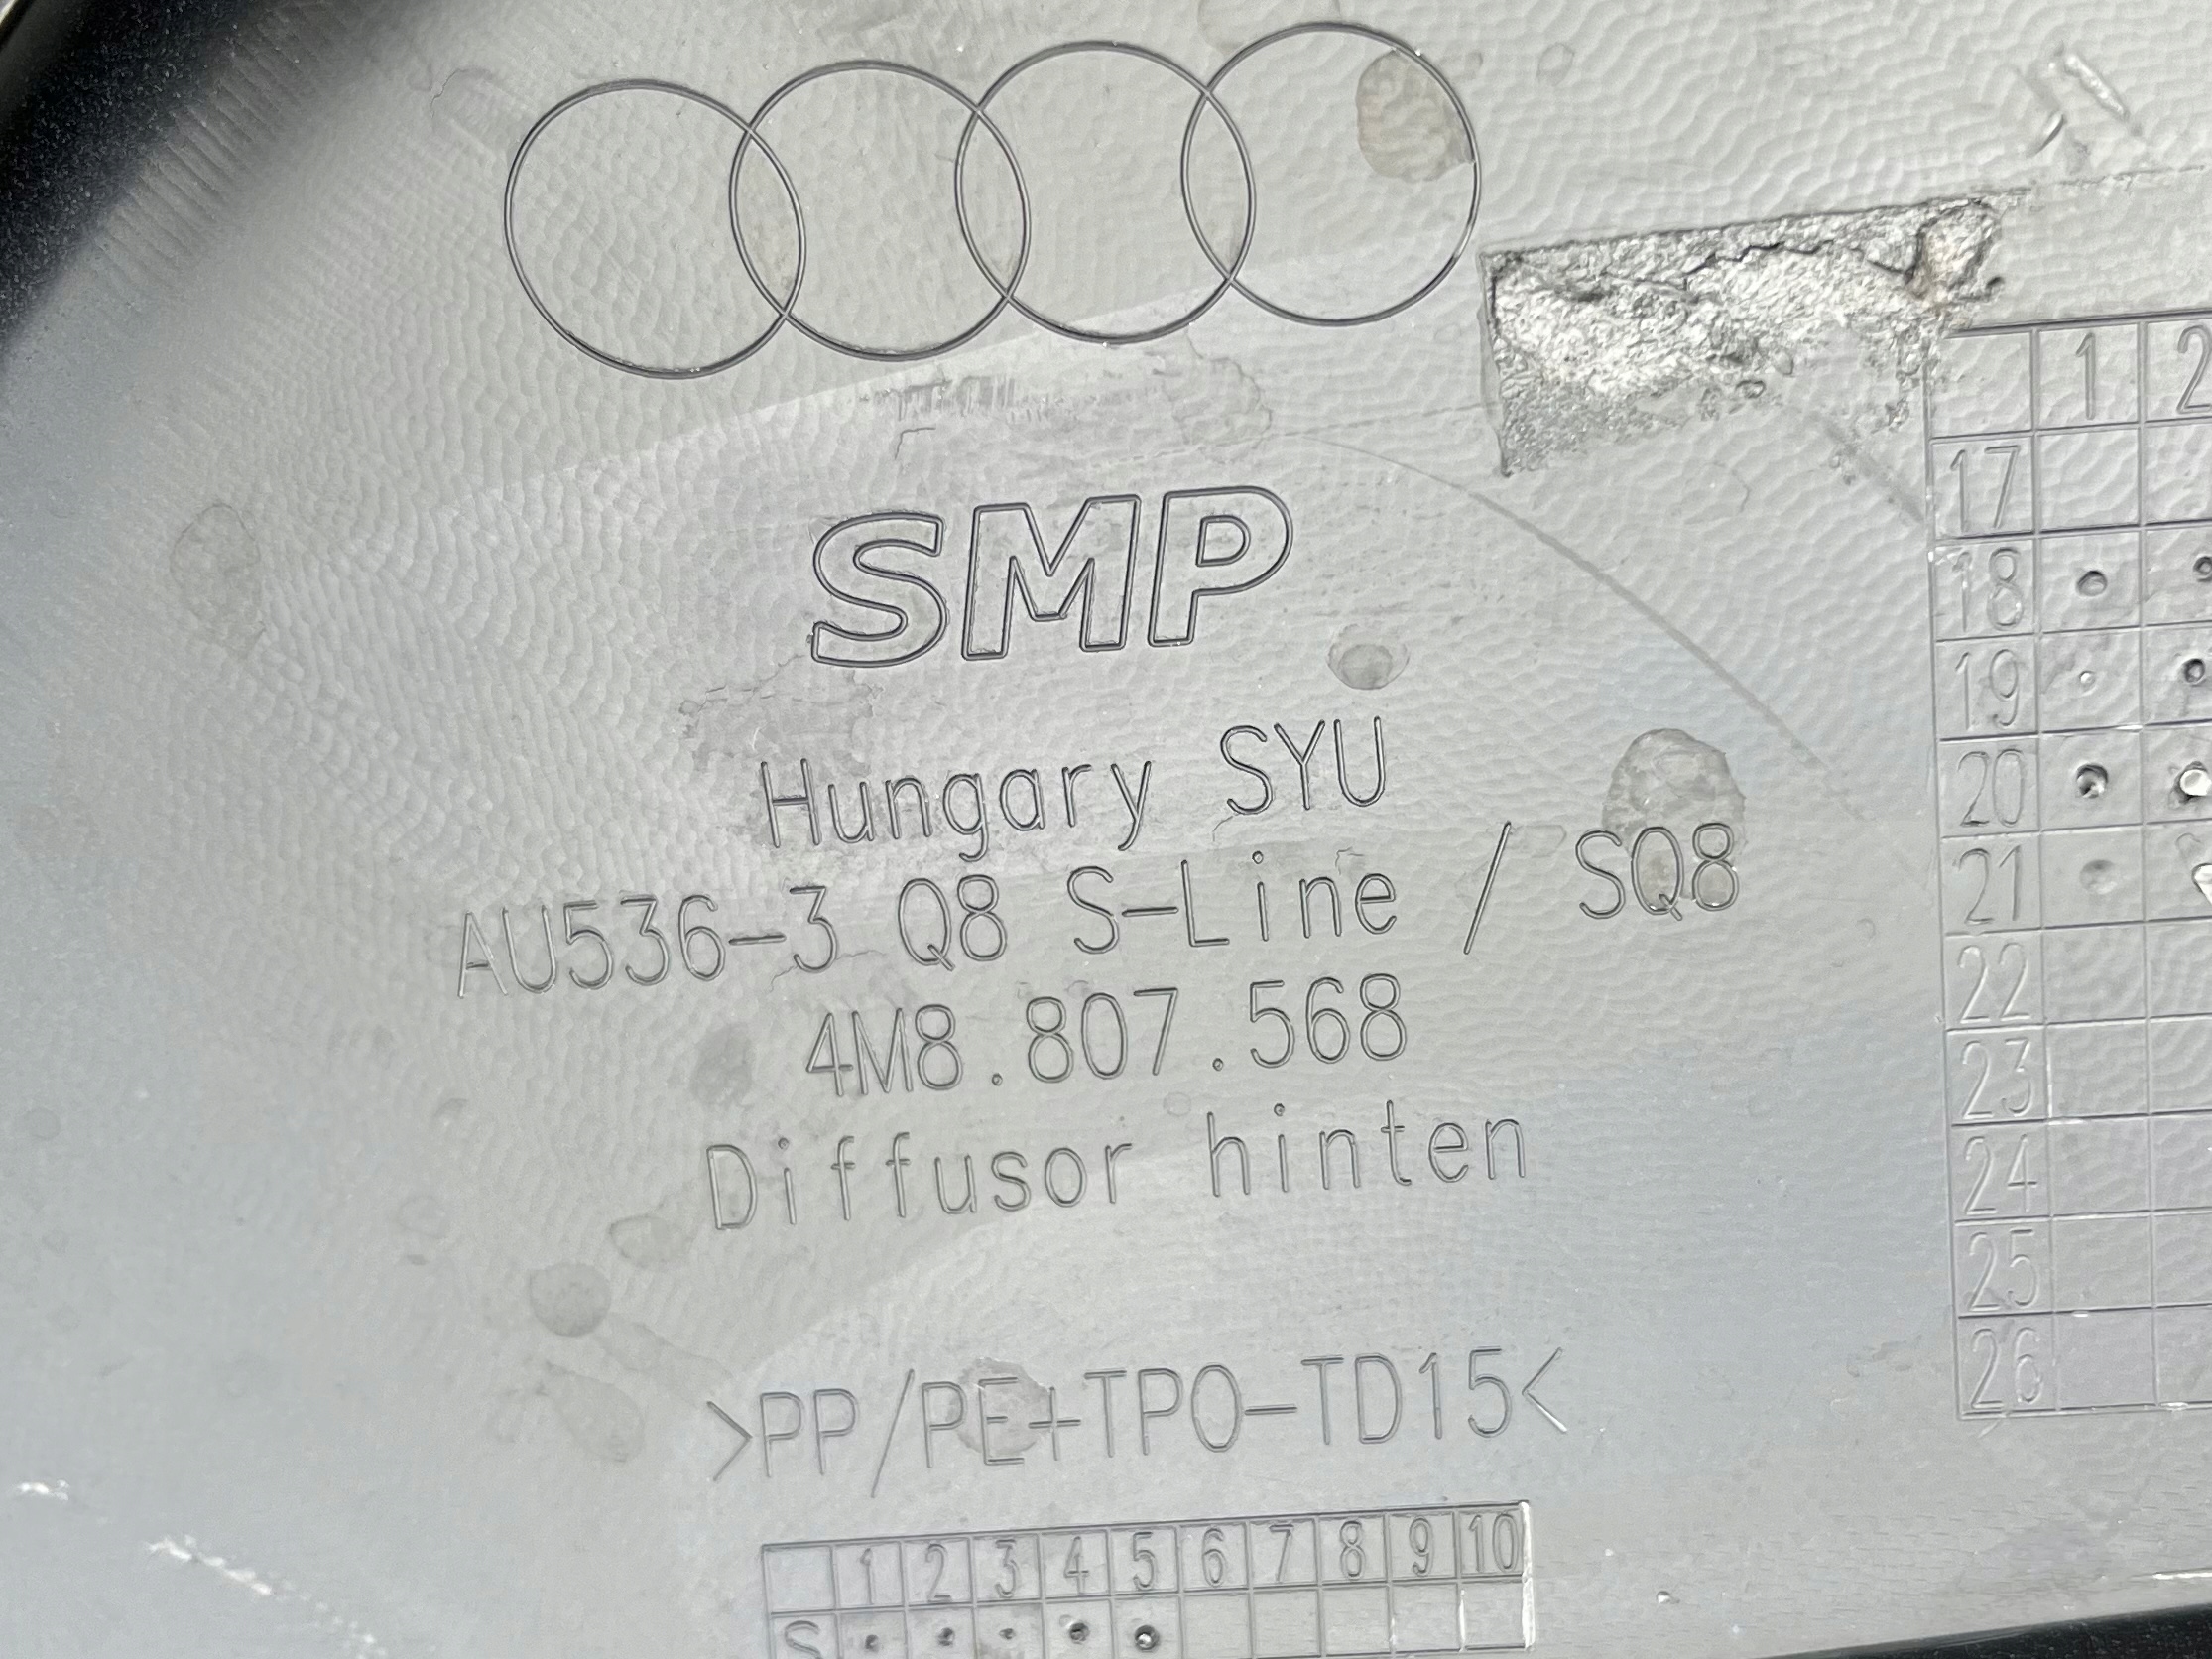 SMP
Hungary SYU
AU536-3 Q8 S-Line / SQ8
4M8.807.568
Diffusor hinten
>PP/PE+TPO-TD15<
1 2 3 4 5 6 7 8 9 10
S
1 2
17
18
19
20
21
22
23
24
25
26